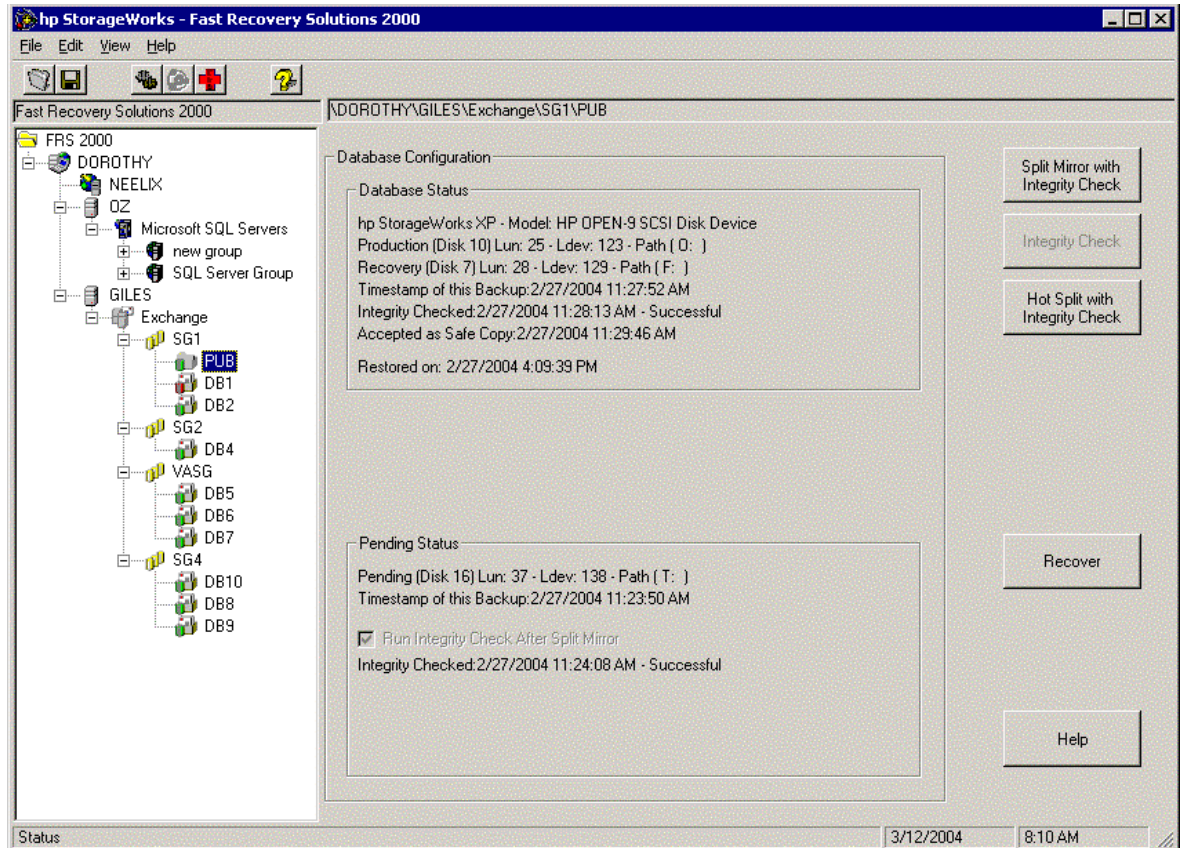 hp StorageWorks - Fast Recovery Solutions 2000
File Edit View Help
Fast Recovery Solutions 2000
\DOROTHY\GILES\Exchange\SG1\PUB
FRS 2000
DOROTHY
NEELIX
OZ
Microsoft SQL Servers
new group
SQL Server Group
GILES
Exchange
SG1
PUB
DB1
DB2
SG2
DB4
VASG
DB5
DB6
DB7
SG4
DB10
DB8
DB9
Database Configuration
Database Status
hp StorageWorks XP - Model: HP OPEN-9 SCSI Disk Device
Production (Disk 10) Lun: 25 - Ldev: 123 - Path ( O: )
Recovery (Disk 7) Lun: 28 - Ldev: 129 - Path ( F: )
Timestamp of this Backup:2/27/2004 11:27:52 AM
Integrity Checked:2/27/2004 11:28:13 AM - Successful
Accepted as Safe Copy:2/27/2004 11:29:46 AM
Restored on: 2/27/2004 4:09:39 PM
Pending Status
Pending (Disk 16) Lun: 37 - Ldev: 138 - Path ( T: )
Timestamp of this Backup:2/27/2004 11:23:50 AM
Run Integrity Check After Split Mirror
Integrity Checked:2/27/2004 11:24:08 AM - Successful
Split Mirror with
Integrity Check
Integrity Check
Hot Split with
Integrity Check
Recover
Help
Status
3/12/2004
8:10 AM